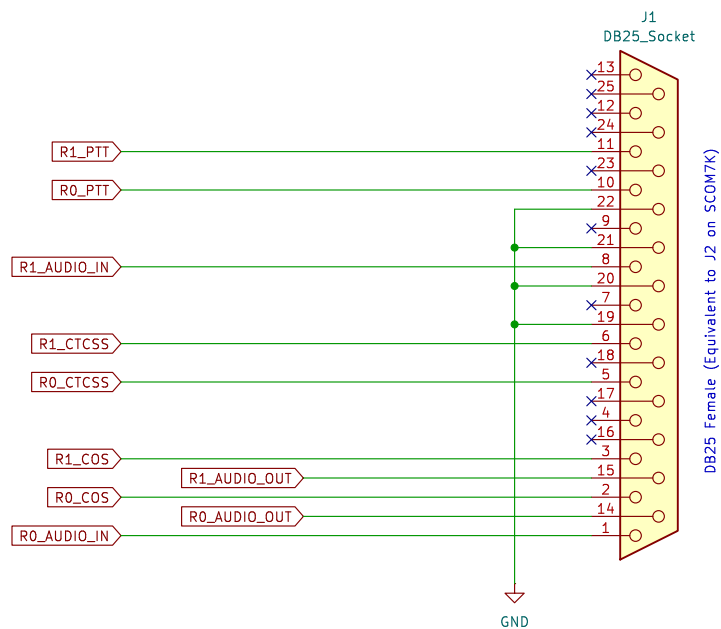 J1
DB25_Socket
13
25
12
24
R1_PTT 11
23
R0_PTT 10
22
9
21
R1_AUDIO_IN 8
20
7
19
R1_CTCSS 6
18
R0_CTCSS 5
17
4
16
R1_COS 3
R1_AUDIO_OUT 15
R0_COS 2
R0_AUDIO_OUT 14
R0_AUDIO_IN 1
GND
DB25 Female (Equivalent to J2 on SCOM7K)